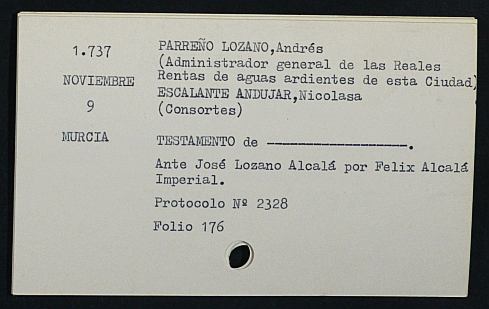 1.737 PARREÑO LOZANO,Andrés
(Administrador general de las Reales
NOVIEMBRE Rentas de aguas ardientes de esta Ciudad)
ESCALANTE ANDUJAR,Nicolasa
9 (Consortes)
MURCIA TESTAMENTO de --------------------.
Ante José Lozano Alcalá por Felix Alcalá
Imperial.
Protocolo Nº 2328
Folio 176